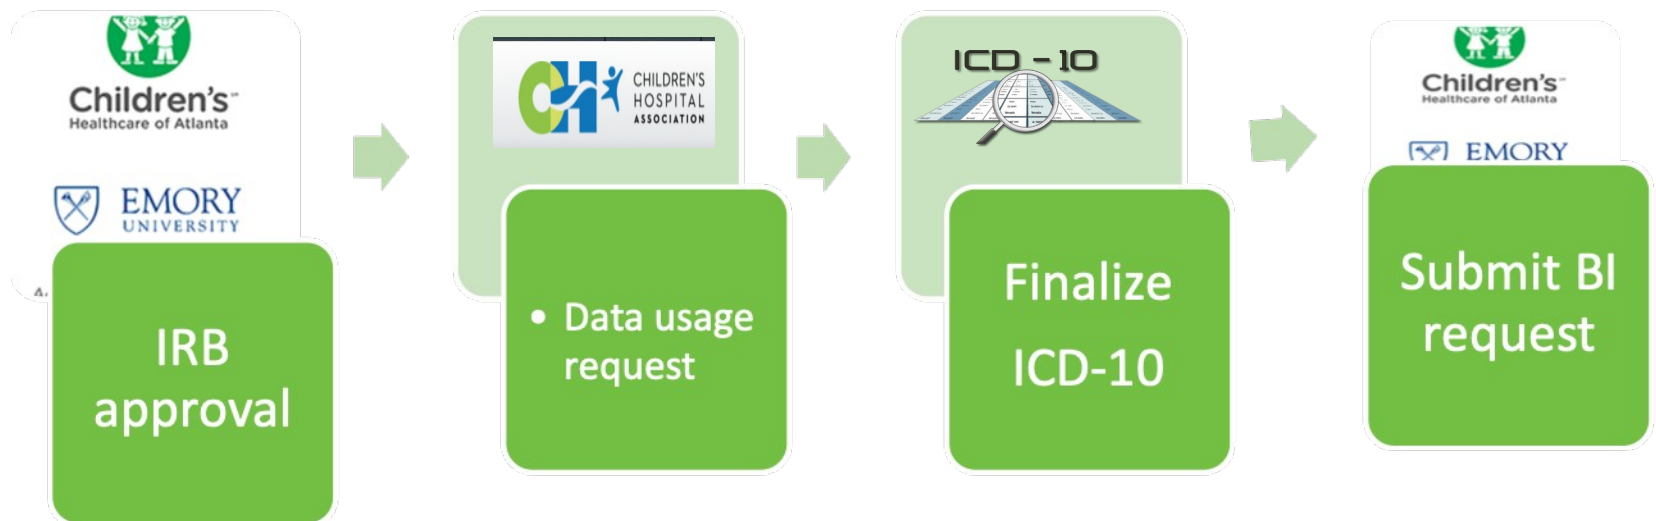 Children's
Healthcare of Atlanta
EMORY
UNIVERSITY
IRB
approval
CHILDREN'S
HOSPITAL
ASSOCIATION
• Data usage
request
ICD - 10
Finalize
ICD-10
Children's
Healthcare of Atlanta
EMORY
Submit BI
request